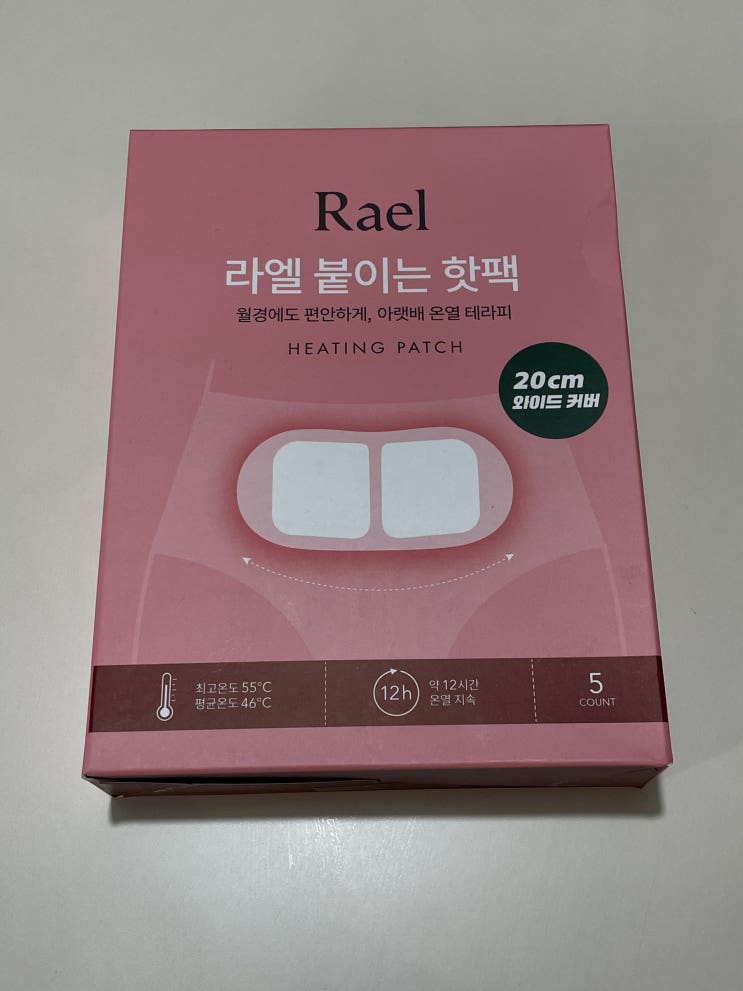 Rael
라엘 붙이는 핫팩
월경에도 편안하게, 아랫배 온열 테라피
HEATING PATCH
20cm
와이드 커버
최고온도 55°C
평균온도 46°C
12h
약 12시간
온열 지속
5
COUNT